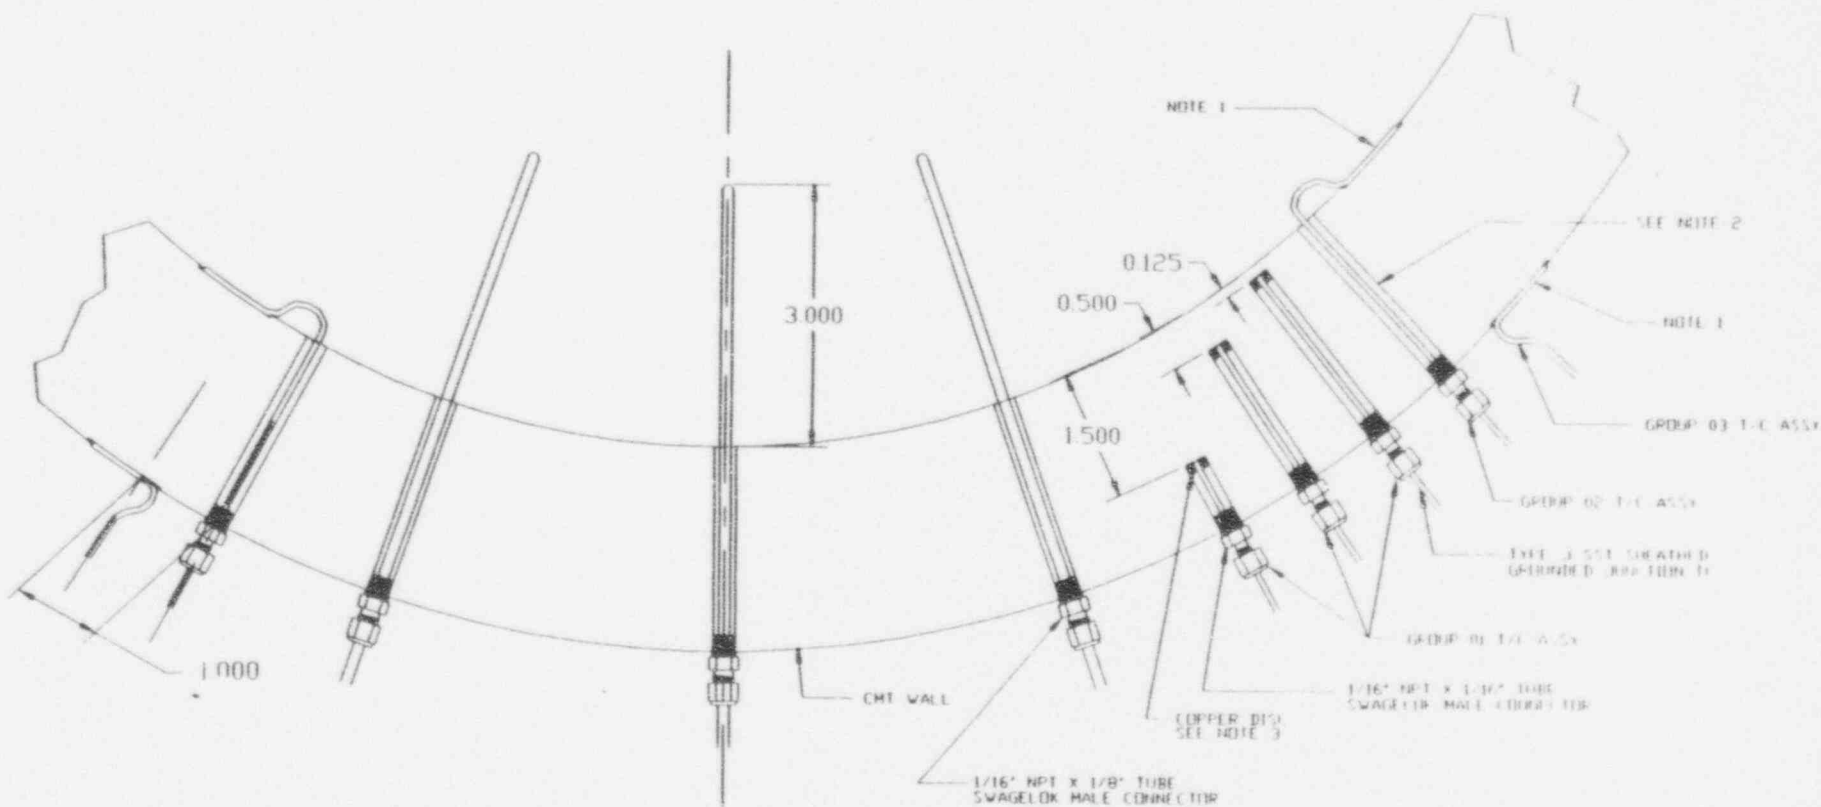 NOTE 1
SEE NOTE 2
0.125
0.500
3.000
NOTE 1
1.500
GROUP 03 T/C ASSY
GROUP 02 T/C ASSY
TYPE J SST SHEATHED
GROUNDED JUNCTION
GROUP 01 T/C ASSY
1.000
CMT WALL
1/16" NPT X 1/16" TUBE
SWAGELOK MALE CONNECTOR
COPPER DISK
SEE NOTE 3
1/16" NPT X 1/8" TUBE
SWAGELOK MALE CONNECTOR